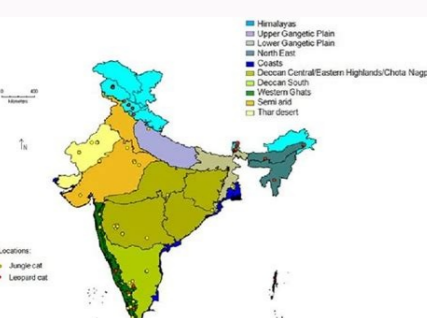 Himalayas
Upper Gangetic Plain
Lower Gangetic Plain
North East
Coasts
Deccan Central/Eastern Highlands/Chota Nagp
Deccan South
Western Ghats
Semi arid
Thar desert
0 400
N
Locations:
Jungle cat
Leopard cat